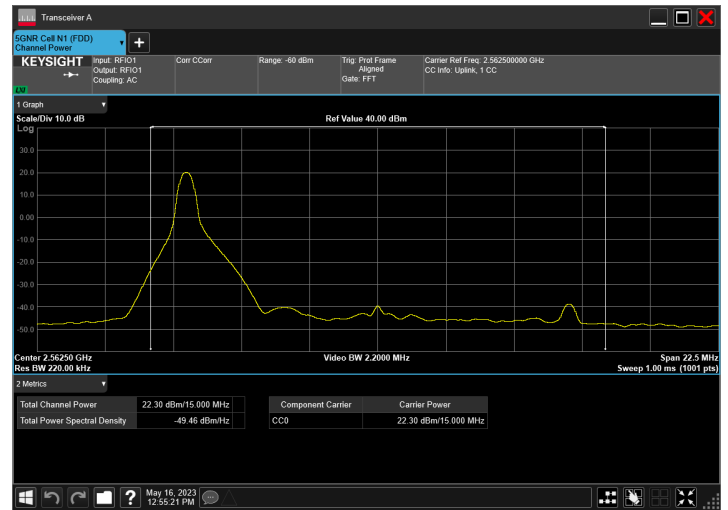 Transceiver A
5GNR Cell N1 (FDD)
Channel Power
KEYSIGHT
LXI
Input: RFIO1
Output: RFIO1
Coupling: AC
Corr CCorr
Range: -60 dBm
Trig: Prot Frame
Aligned
Gate: FFT
Carrier Ref Freq: 2.562500000 GHz
CC Info: Uplink, 1 CC
1 Graph
Scale/Div 10.0 dB
Ref Value 40.00 dBm
Log
30.0
20.0
10.0
0.00
-10.0
-20.0
-30.0
-40.0
-50.0
Center 2.56250 GHz
Video BW 2.2000 MHz
Span 22.5 MHz
Res BW 220.00 kHz
Sweep 1.00 ms (1001 pts)
2 Metrics
Total Channel Power 22.30 dBm/15.000 MHz
Total Power Spectral Density -49.46 dBm/Hz
Component Carrier Carrier Power
CC0 22.30 dBm/15.000 MHz
May 16, 2023
12:55:21 PM